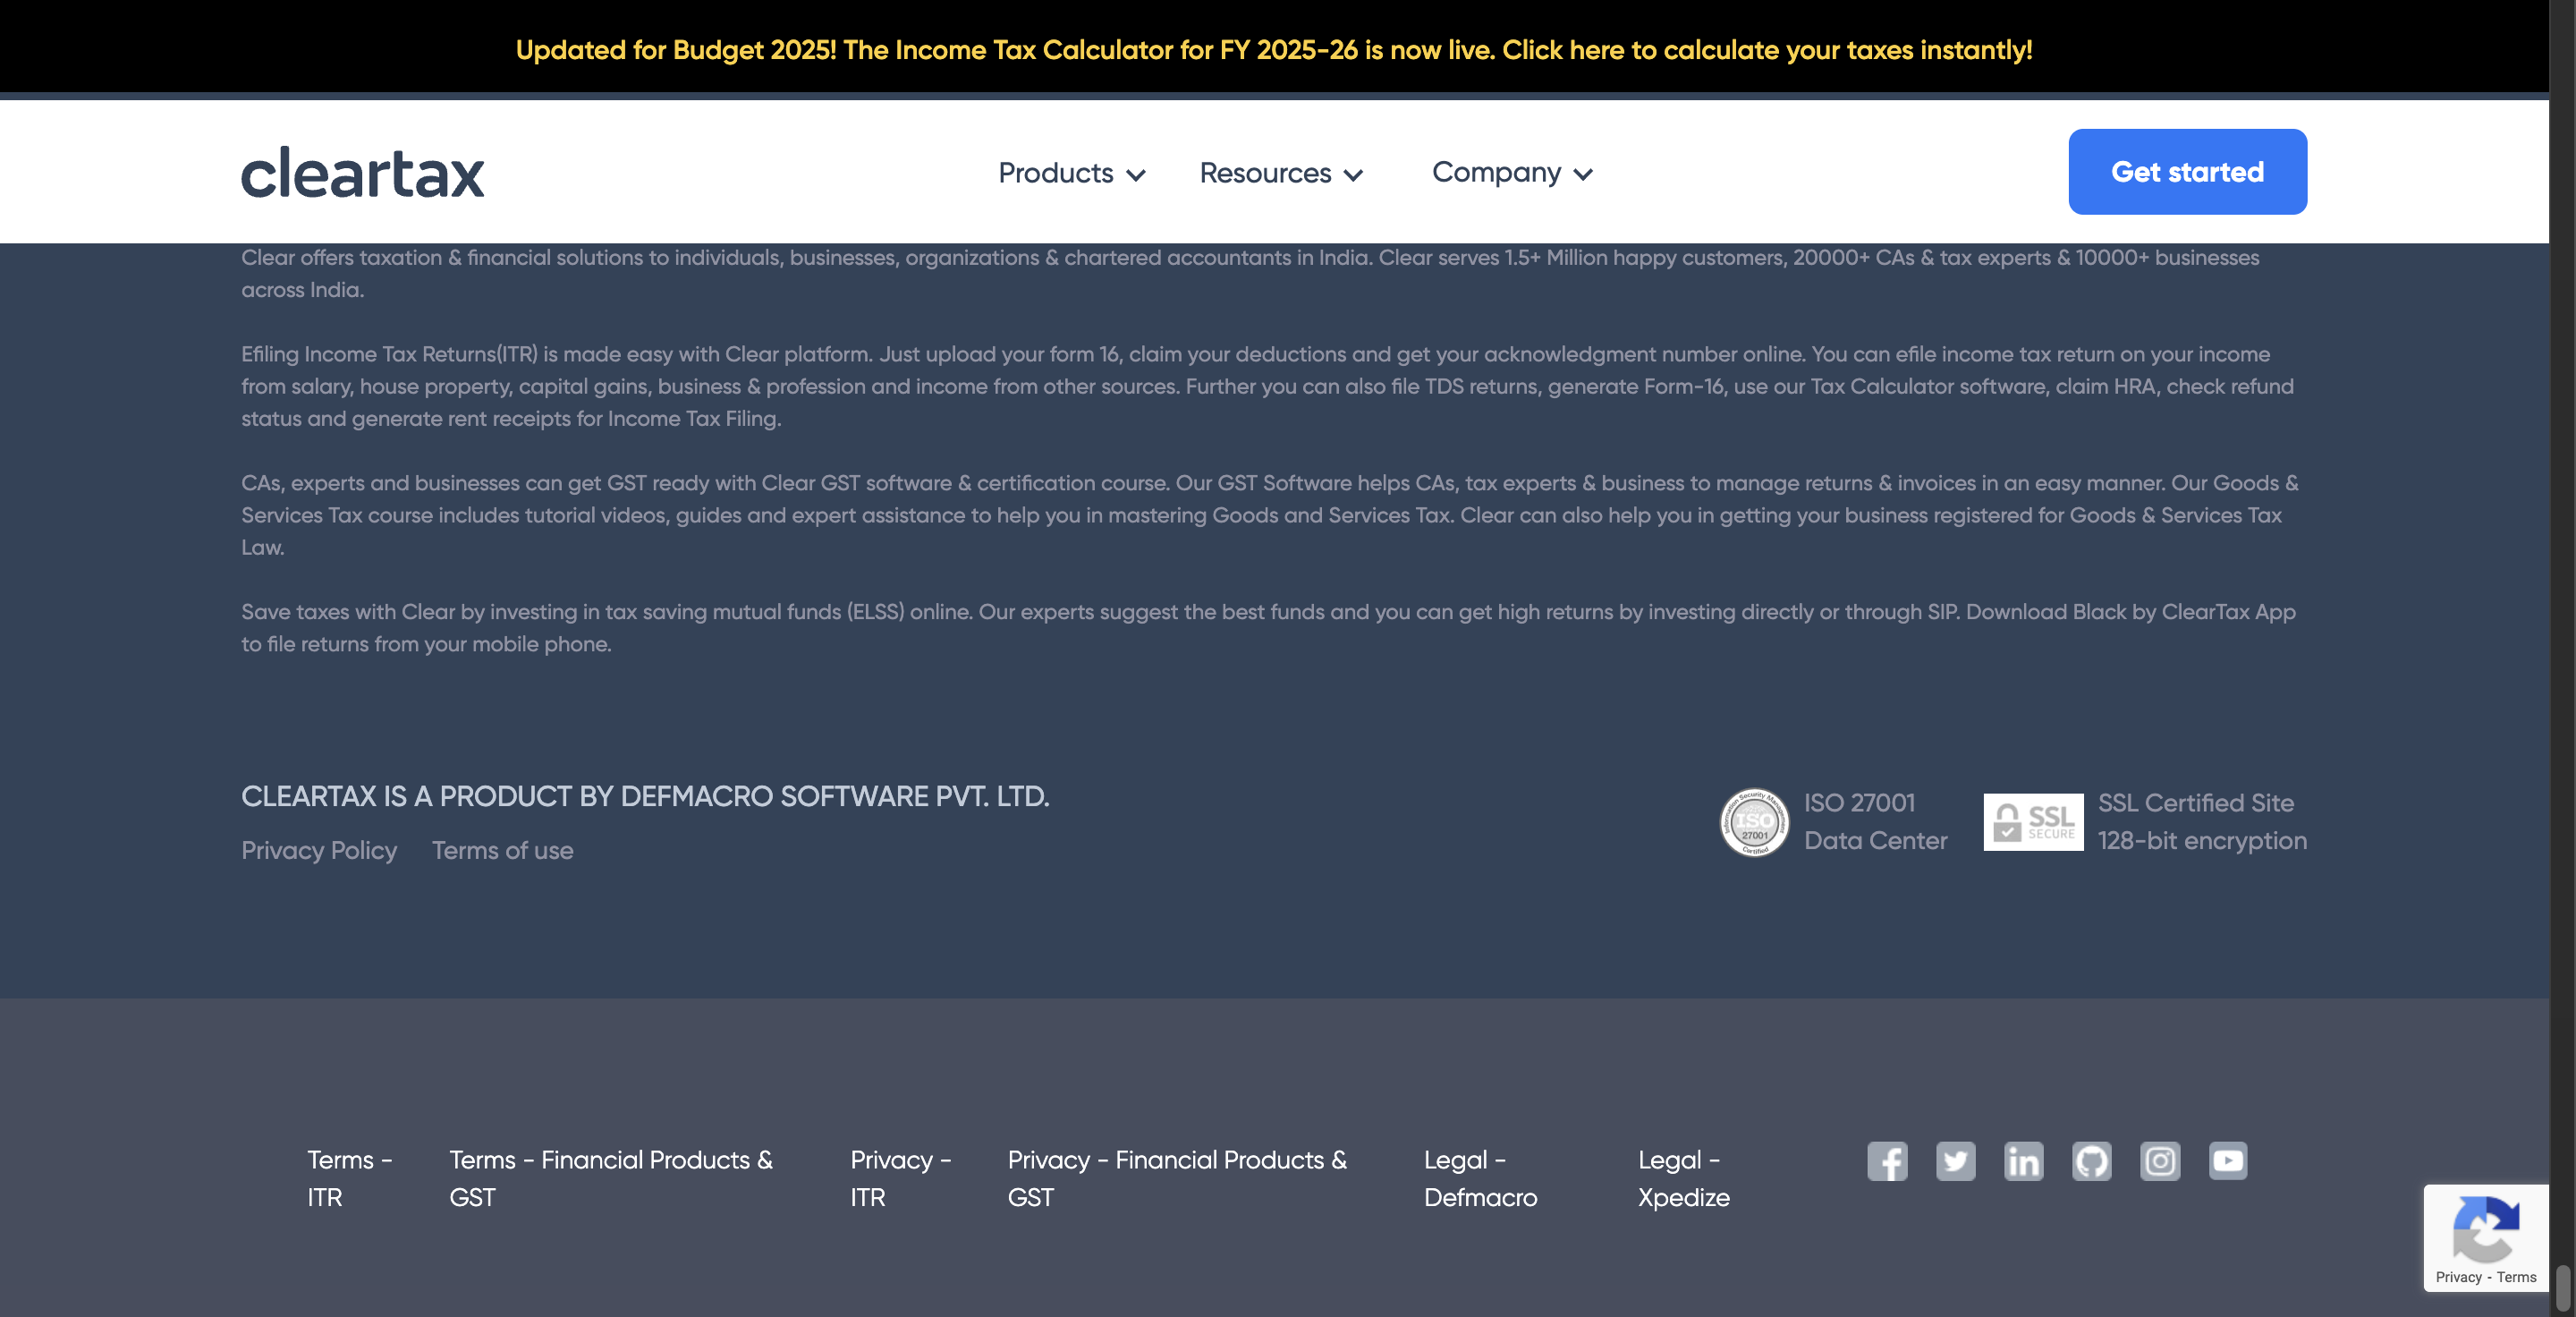 Updated for Budget 2025! The Income Tax Calculator for FY 2025-26 is now live. Click here to calculate your taxes instantly!
cleartax
Products
Resources
Company
Get started
Clear offers taxation & financial solutions to individuals, businesses, organizations & chartered accountants in India. Clear serves 1.5+ Million happy customers, 20000+ CAs & tax experts & 10000+ businesses
across India.
Efiling Income Tax Returns(ITR) is made easy with Clear platform. Just upload your form 16, claim your deductions and get your acknowledgment number online. You can efile income tax return on your income
from salary, house property, capital gains, business & profession and income from other sources. Further you can also file TDS returns, generate Form-16, use our Tax Calculator software, claim HRA, check refund
status and generate rent receipts for Income Tax Filing.
CAs, experts and businesses can get GST ready with Clear GST software & certification course. Our GST Software helps CAs, tax experts & business to manage returns & invoices in an easy manner. Our Goods &
Services Tax course includes tutorial videos, guides and expert assistance to help you in mastering Goods and Services Tax. Clear can also help you in getting your business registered for Goods & Services Tax
Law.
Save taxes with Clear by investing in tax saving mutual funds (ELSS) online. Our experts suggest the best funds and you can get high returns by investing directly or through SIP. Download Black by ClearTax App
to file returns from your mobile phone.
CLEARTAX IS A PRODUCT BY DEFMACRO SOFTWARE PVT. LTD.
Privacy Policy
Terms of use
Information Security Management
ISO
27001
Certified
ISO 27001
Data Center
SSL
SECURE
SSL Certified Site
128-bit encryption
Terms -
ITR
Terms - Financial Products &
GST
Privacy -
ITR
Privacy - Financial Products &
GST
Legal -
Defmacro
Legal -
Xpedize
Privacy - Terms